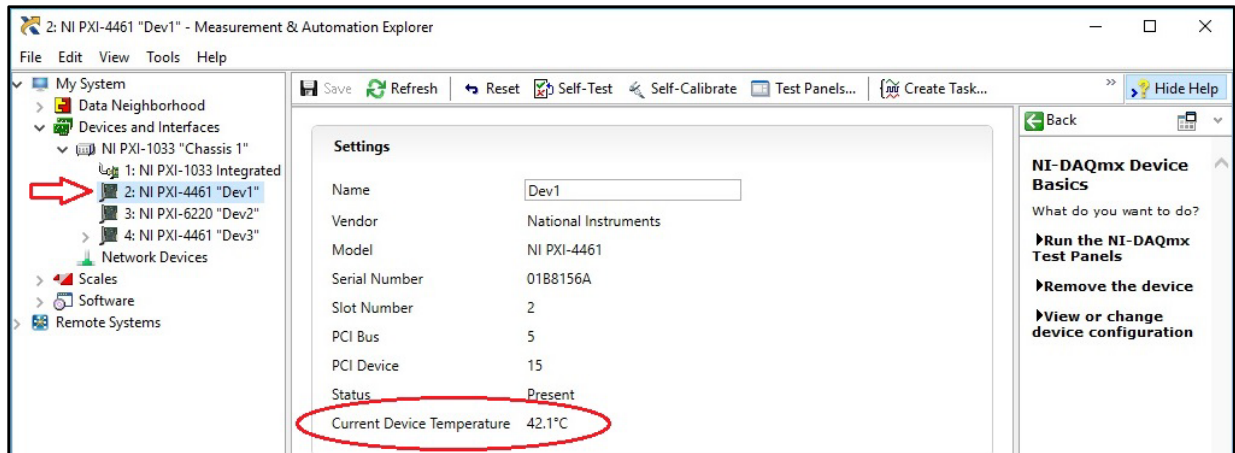 2: NI PXI-4461 "Dev1" - Measurement & Automation Explorer
File Edit View Tools Help
My System
Data Neighborhood
Devices and Interfaces
NI PXI-1033 "Chassis 1"
1: NI PXI-1033 Integrated
2: NI PXI-4461 "Dev1"
3: NI PXI-6220 "Dev2"
4: NI PXI-4461 "Dev3"
Network Devices
Scales
Software
Remote Systems
Save Refresh Reset Self-Test Self-Calibrate Test Panels... Create Task... » Hide Help
Settings
Name Dev1
Vendor National Instruments
Model NI PXI-4461
Serial Number 01B8156A
Slot Number 2
PCI Bus 5
PCI Device 15
Status Present
Current Device Temperature 42.1°C
Back
NI-DAQmx Device
Basics
What do you want to do?
Run the NI-DAQmx
Test Panels
Remove the device
View or change
device configuration